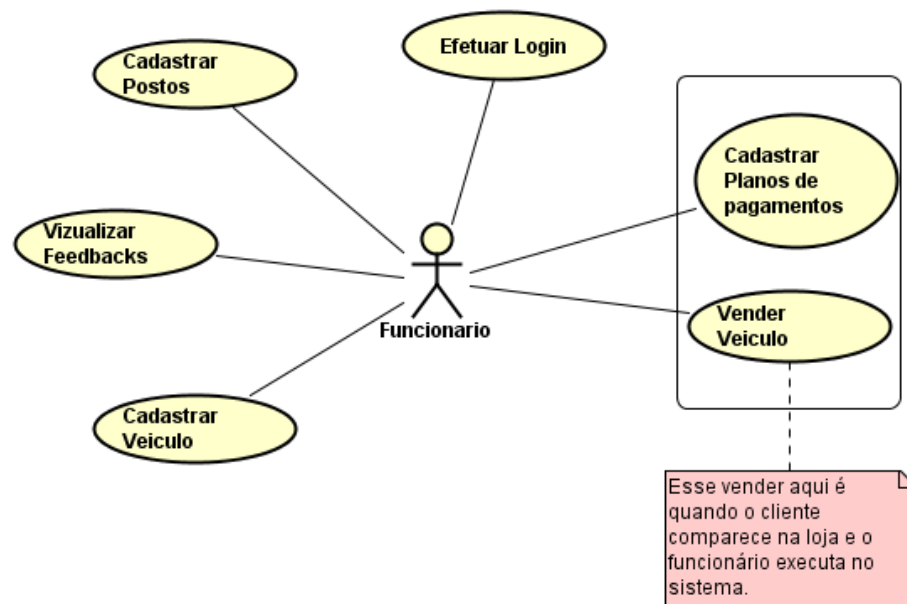 Efetuar Login
Cadastrar
Postos
Cadastrar
Planos de
pagamentos
Vizualizar
Feedbacks
Vender
Veiculo
Funcionario
Cadastrar
Veiculo
Esse vender aqui é
quando o cliente
comparece na loja e o
funcionário executa no
sistema.